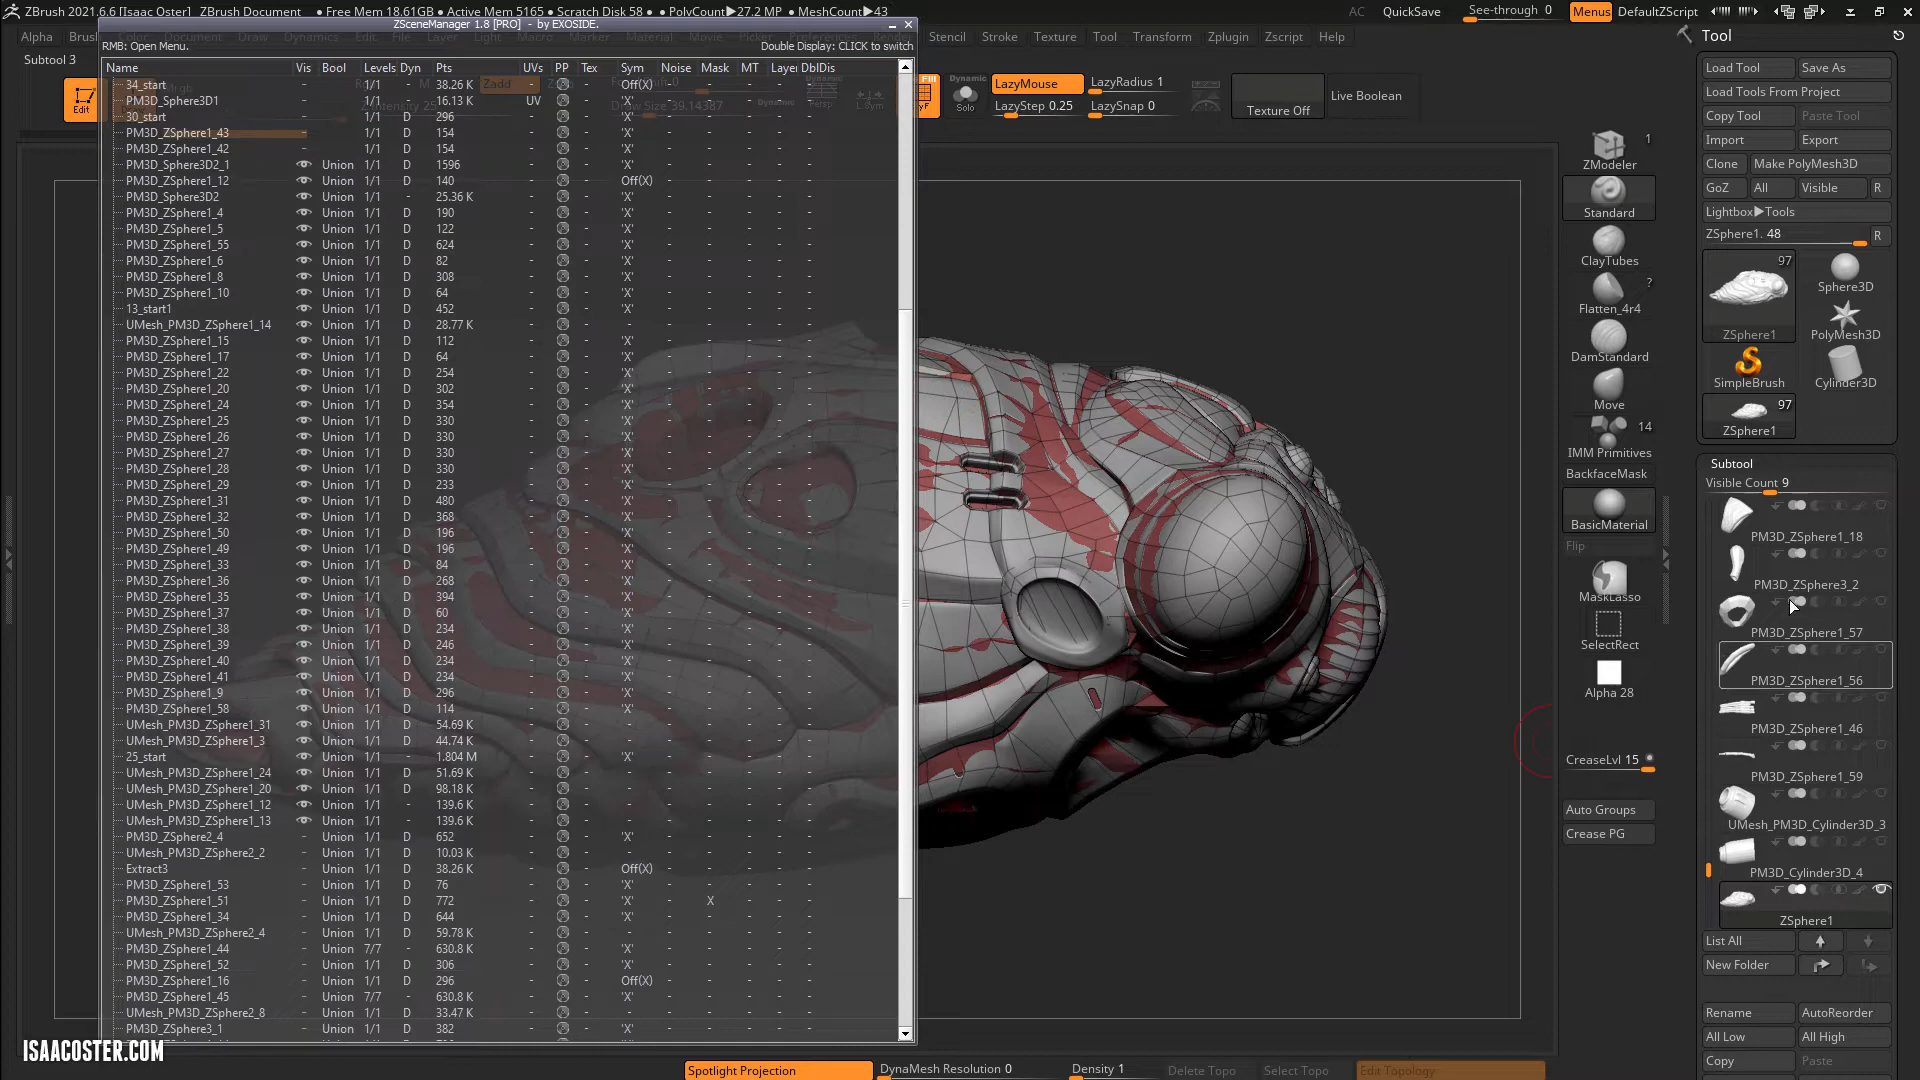 ZBrush 2021.6.6 [Isaac Oster] ZBrush Document • Free Mem 18.61GB • Active Mem 5165 • Scratch Disk 58 • • PolyCount▶27.2 MP • MeshCount▶43
AC QuickSave See-through 0 Menus DefaultZScript
ZSceneManager 1.8 [PRO] - by EXOSIDE.
Alpha Brush Color Document Draw Dynamics Edit File Layer Light Macro Marker Material Movie Picker Preferences Stencil Stroke Texture Tool Transform Zplugin Zscript Help
RMB: Open Menu. Double Display: CLICK to switch
Subtool 3
Name Vis Bool Levels Dyn Pts UVs PP Tex Sym Noise Mask MT Layer DblDis
34_start - 1/1 - 38.26 K - - Off(X) - - - - -
PM3D_Sphere3D1 - 1/1 - 16.13 K UV - 'X' - - - - -
30_start - 1/1 D 296 - - 'X' - - - - -
PM3D_ZSphere1_43 - 1/1 D 154 - - 'X' - - - - -
PM3D_ZSphere1_42 - 1/1 D 154 - - 'X' - - - - -
PM3D_Sphere3D2_1 Union 1/1 D 1596 - - 'X' - - - - -
PM3D_ZSphere1_12 Union 1/1 D 140 - - Off(X) - - - - -
PM3D_Sphere3D2 Union 1/1 - 25.36 K - - 'X' - - - - -
PM3D_ZSphere1_4 Union 1/1 D 190 - - 'X' - - - - -
PM3D_ZSphere1_5 Union 1/1 D 122 - - 'X' - - - - -
PM3D_ZSphere1_55 Union 1/1 D 624 - - 'X' - - - - -
PM3D_ZSphere1_6 Union 1/1 D 82 - - 'X' - - - - -
PM3D_ZSphere1_8 Union 1/1 D 308 - - 'X' - - - - -
PM3D_ZSphere1_10 Union 1/1 D 64 - - 'X' - - - - -
13_start1 Union 1/1 D 452 - - 'X' - - - - -
UMesh_PM3D_ZSphere1_14 Union 1/1 D 28.77 K - - - - - - - -
PM3D_ZSphere1_15 Union 1/1 D 112 - - 'X' - - - - -
PM3D_ZSphere1_17 Union 1/1 D 64 - - 'X' - - - - -
PM3D_ZSphere1_22 Union 1/1 D 254 - - 'X' - - - - -
PM3D_ZSphere1_20 Union 1/1 D 302 - - 'X' - - - - -
PM3D_ZSphere1_24 Union 1/1 D 354 - - 'X' - - - - -
PM3D_ZSphere1_25 Union 1/1 D 330 - - 'X' - - - - -
PM3D_ZSphere1_26 Union 1/1 D 330 - - 'X' - - - - -
PM3D_ZSphere1_27 Union 1/1 D 330 - - 'X' - - - - -
PM3D_ZSphere1_28 Union 1/1 D 330 - - 'X' - - - - -
PM3D_ZSphere1_29 Union 1/1 D 233 - - 'X' - - - - -
PM3D_ZSphere1_31 Union 1/1 D 480 - - 'X' - - - - -
PM3D_ZSphere1_32 Union 1/1 D 368 - - 'X' - - - - -
PM3D_ZSphere1_50 Union 1/1 D 196 - - 'X' - - - - -
PM3D_ZSphere1_49 Union 1/1 D 196 - - 'X' - - - - -
PM3D_ZSphere1_33 Union 1/1 D 84 - - 'X' - - - - -
PM3D_ZSphere1_36 Union 1/1 D 268 - - 'X' - - - - -
PM3D_ZSphere1_35 Union 1/1 D 394 - - 'X' - - - - -
PM3D_ZSphere1_37 Union 1/1 D 60 - - 'X' - - - - -
PM3D_ZSphere1_38 Union 1/1 D 234 - - 'X' - - - - -
PM3D_ZSphere1_39 Union 1/1 D 246 - - 'X' - - - - -
PM3D_ZSphere1_40 Union 1/1 D 234 - - 'X' - - - - -
PM3D_ZSphere1_41 Union 1/1 D 234 - - 'X' - - - - -
PM3D_ZSphere1_9 Union 1/1 D 296 - - 'X' - - - - -
PM3D_ZSphere1_58 Union 1/1 D 114 - - 'X' - - - - -
UMesh_PM3D_ZSphere1_31 Union 1/1 D 54.69 K - - - - - - - -
UMesh_PM3D_ZSphere1_3 Union 1/1 D 44.74 K - - - - - - - -
25_start Union 1/1 - 1.804 M - - 'X' - - - - -
UMesh_PM3D_ZSphere1_24 Union 1/1 D 51.69 K - - - - - - - -
UMesh_PM3D_ZSphere1_20 Union 1/1 D 98.18 K - - - - - - - -
UMesh_PM3D_ZSphere1_12 Union 1/1 - 139.6 K - - - - - - - -
UMesh_PM3D_ZSphere1_13 Union 1/1 - 139.6 K - - - - - - - -
PM3D_ZSphere2_4 - Union 1/1 D 652 - - 'X' - - - - -
UMesh_PM3D_ZSphere2_2 - Union 1/1 D 10.03 K - - - - - - - -
Extract3 - Union 1/1 D 38.26 K - - Off(X) - - - - -
PM3D_ZSphere1_53 - Union 1/1 D 76 - - 'X' - - - - -
PM3D_ZSphere1_51 - Union 1/1 D 772 - - 'X' - X - - -
PM3D_ZSphere1_34 - Union 1/1 D 644 - - 'X' - - - - -
UMesh_PM3D_ZSphere2_4 - Union 1/1 D 59.78 K - - - - - - - -
PM3D_ZSphere1_44 - Union 7/7 - 630.8 K - - 'X' - - - - -
PM3D_ZSphere1_52 - Union 1/1 D 306 - - 'X' - - - - -
PM3D_ZSphere1_16 - Union 1/1 D 296 - - Off(X) - - - - -
PM3D_ZSphere1_45 - Union 7/7 - 630.8 K - - 'X' - - - - -
UMesh_PM3D_ZSphere2_8 - Union 1/1 D 33.47 K - - - - - - - -
PM3D_ZSphere3_1 - Union 1/1 D 382 - - 'X' - - - - -
Edit
Zadd
Draw Size 39.14387 Dynamic
Persp
L.Sym
Fill
Dynamic
Solo
LazyMouse LazyRadius 1
LazyStep 0.25 LazySnap 0
Texture Off
Live Boolean
ZModeler 1
Standard
ClayTubes
Flatten_4r4 ?
DamStandard
Move
14
IMM Primitives
BackfaceMask
BasicMaterial
Flip
MaskLasso
SelectRect
Alpha 28
CreaseLvl 15
Auto Groups
Crease PG
Tool
Load Tool Save As
Load Tools From Project
Copy Tool Paste Tool
Import Export
Clone Make PolyMesh3D
GoZ All Visible R
Lightbox▶Tools
ZSphere1. 48 R
97
ZSphere1
Sphere3D
PolyMesh3D
SimpleBrush
Cylinder3D
97
ZSphere1
Subtool
Visible Count 9
PM3D_ZSphere1_18
PM3D_ZSphere3_2
PM3D_ZSphere1_57
PM3D_ZSphere1_56
PM3D_ZSphere1_46
PM3D_ZSphere1_59
UMesh_PM3D_Cylinder3D_3
PM3D_Cylinder3D_4
ZSphere1
List All
New Folder
Rename AutoReorder
All Low All High
Copy Paste
ISAACOSTER.COM
Spotlight Projection DynaMesh Resolution 0 Density 1 Delete Topo Select Topo Edit Topology